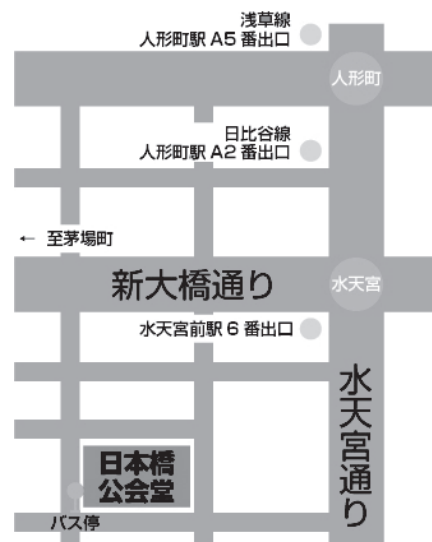 浅草線
人形町駅 A5 番出口
人形町
日比谷線
人形町駅 A2 番出口
← 至茅場町
新大橋通り
水天宮
水天宮前駅 6 番出口
水天宮通り
日本橋
公会堂
バス停